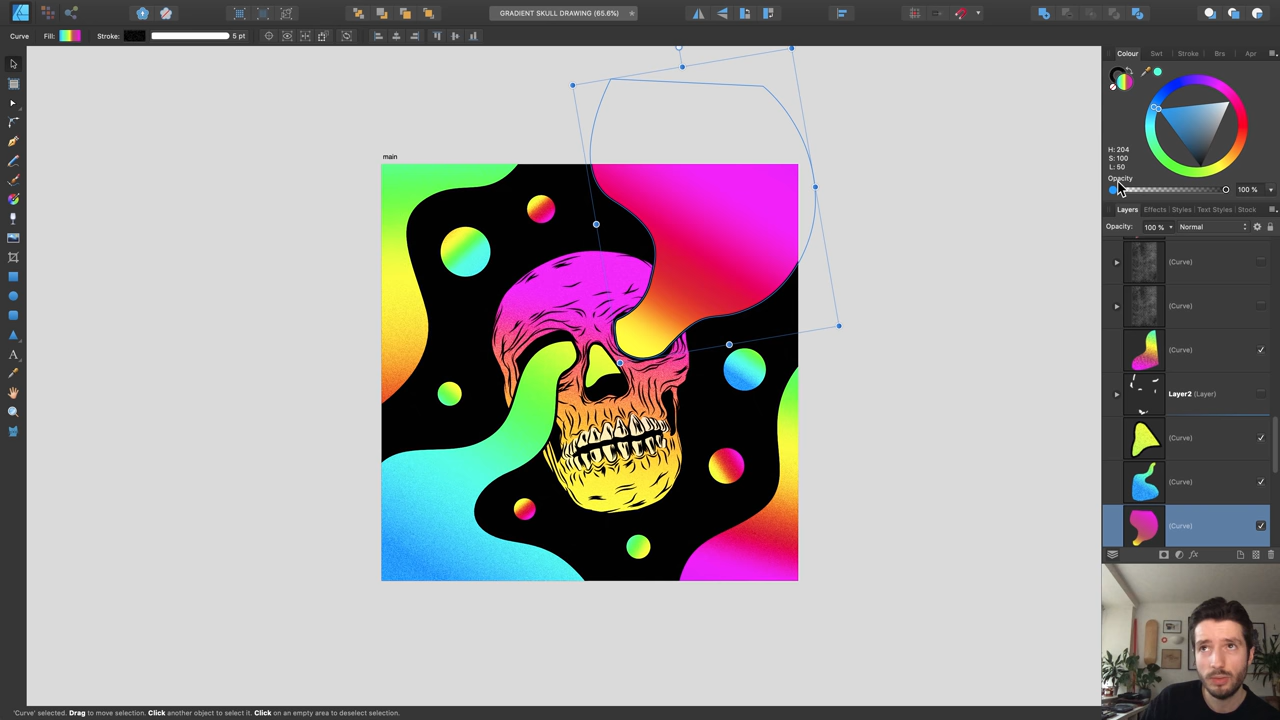 GRADIENT SKULL DRAWING (65.6%)
Curve Fill: Stroke: 5 pt
Colour Swt Stroke Brs Apr
H: 204
S: 100
L: 50
Opacity
100 %
Layers Effects Styles Text Styles Stock
Opacity: 100 % Normal
main
(Curve)
(Curve)
(Curve)
Layer2 (Layer)
(Curve)
(Curve)
(Curve)
'Curve' selected. Drag to move selection. Click another object to select it. Click on an empty area to deselect selection.